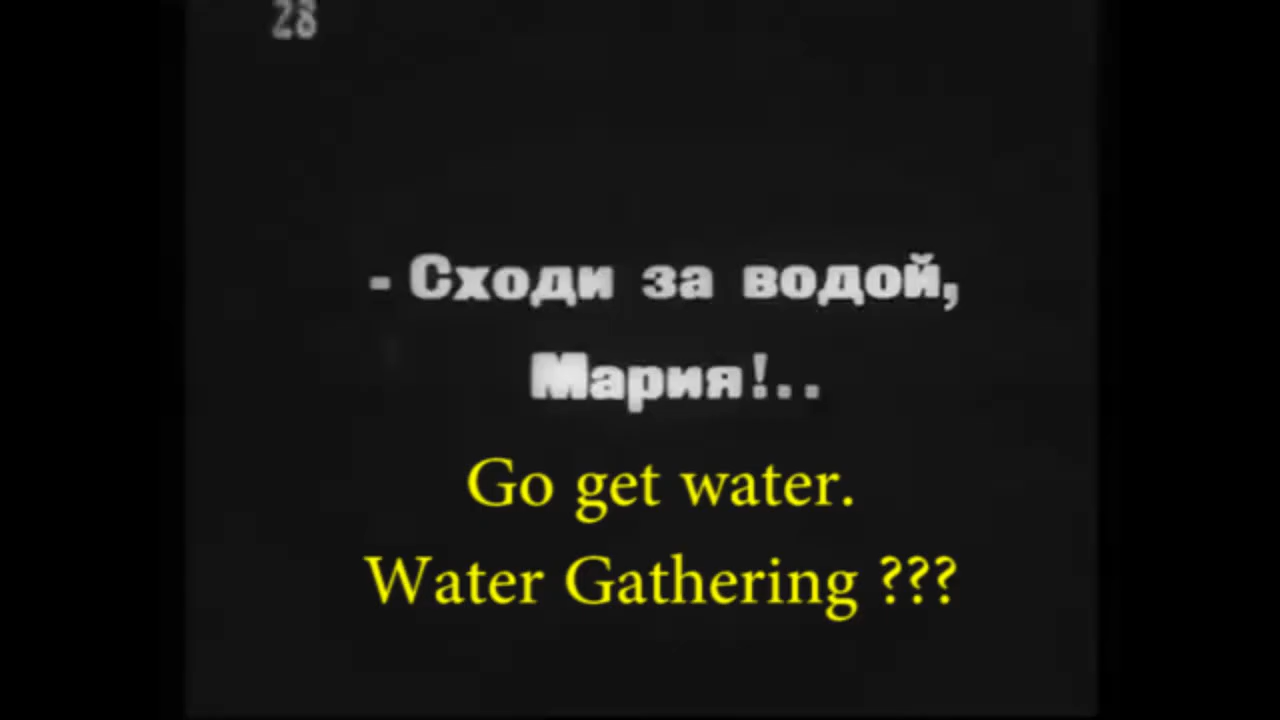 28
- Сходи за водой,
Мария!..
Go get water.
Water Gathering ???